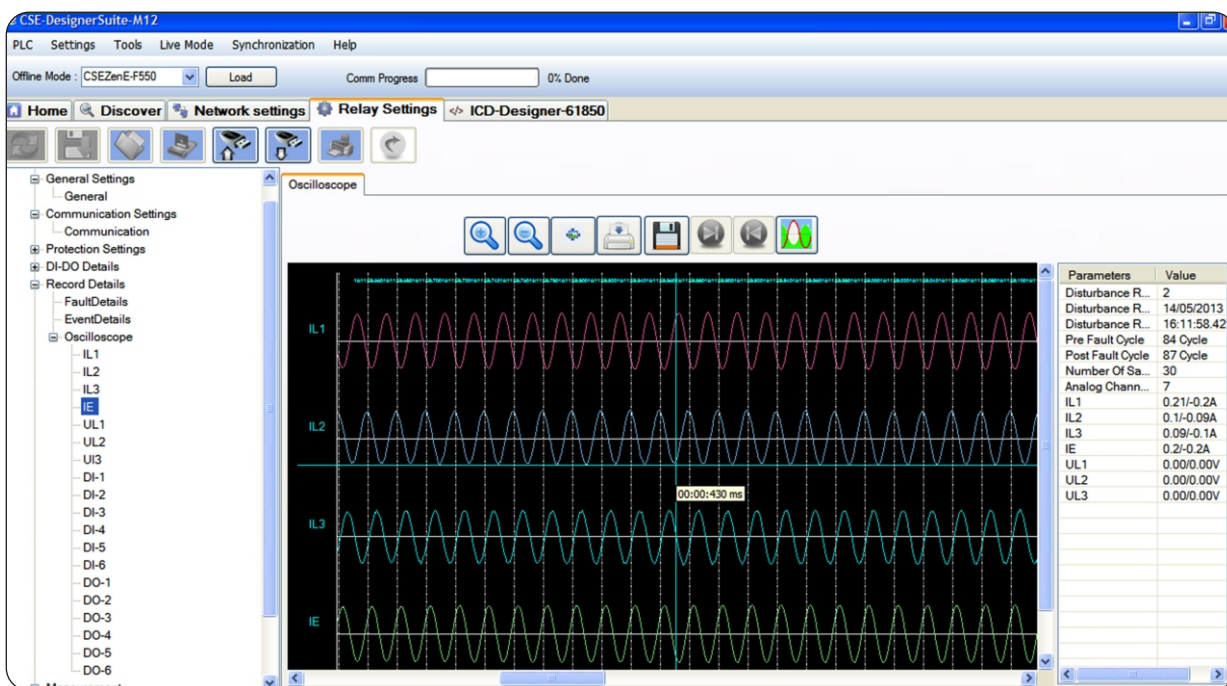 CSE-DesignerSuite-M12
PLC Settings Tools Live Mode Synchronization Help
Offline Mode : CSEZenE-F550 Load Comm Progress 0% Done
Home Discover Network settings Relay Settings ICD-Designer-61850
General Settings
General
Communication Settings
Communication
Protection Settings
DI-DO Details
Record Details
FaultDetails
EventDetails
Oscilloscope
IL1
IL2
IL3
IE
UL1
UL2
Ul3
DI-1
DI-2
DI-3
DI-4
DI-5
DI-6
DO-1
DO-2
DO-3
DO-4
DO-5
DO-6
Oscilloscope
IL1
IL2
00:00:430 ms
IL3
IE
Parameters Value
Disturbance R... 2
Disturbance R... 14/05/2013
Disturbance R... 16:11:58.42
Pre Fault Cycle 84 Cycle
Post Fault Cycle 87 Cycle
Number Of Sa... 30
Analog Chann... 7
IL1 0.21/-0.2A
IL2 0.1/-0.09A
IL3 0.09/-0.1A
IE 0.2/-0.2A
UL1 0.00/0.00V
UL2 0.00/0.00V
UL3 0.00/0.00V